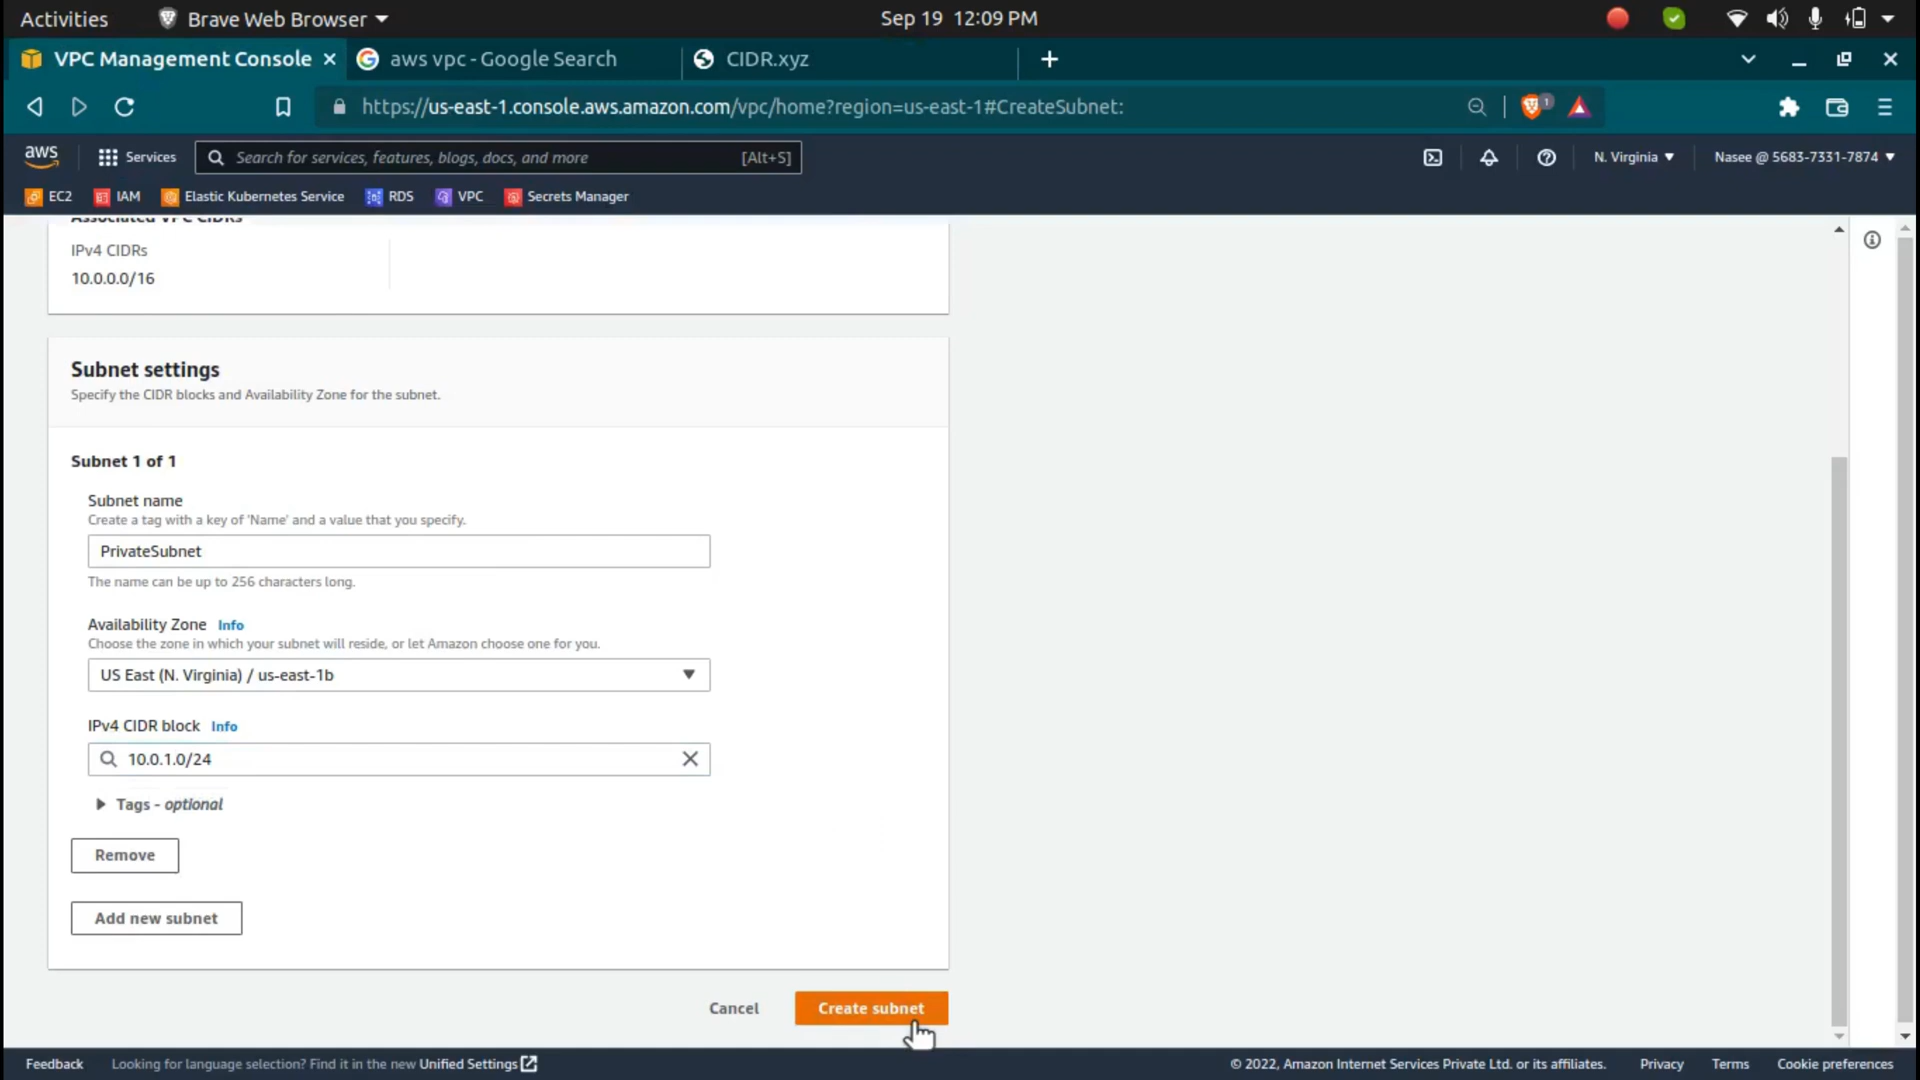 Activities Brave Web Browser Sep 19 12:09 PM
VPC Management Console aws vpc - Google Search CIDR.xyz
https://us-east-1.console.aws.amazon.com/vpc/home?region=us-east-1#CreateSubnet: 1
aws Services Search for services, features, blogs, docs, and more [Alt+S] N. Virginia Nasee @ 5683-7331-7874
EC2 IAM Elastic Kubernetes Service RDS VPC Secrets Manager
Associated VPC CIDRs
IPv4 CIDRs
10.0.0.0/16
Subnet settings
Specify the CIDR blocks and Availability Zone for the subnet.
Subnet 1 of 1
Subnet name
Create a tag with a key of 'Name' and a value that you specify.
PrivateSubnet
The name can be up to 256 characters long.
Availability Zone Info
Choose the zone in which your subnet will reside, or let Amazon choose one for you.
US East (N. Virginia) / us-east-1b
IPv4 CIDR block Info
10.0.1.0/24
Tags - optional
Remove
Add new subnet
Cancel Create subnet
Feedback Looking for language selection? Find it in the new Unified Settings © 2022, Amazon Internet Services Private Ltd. or its affiliates. Privacy Terms Cookie preferences